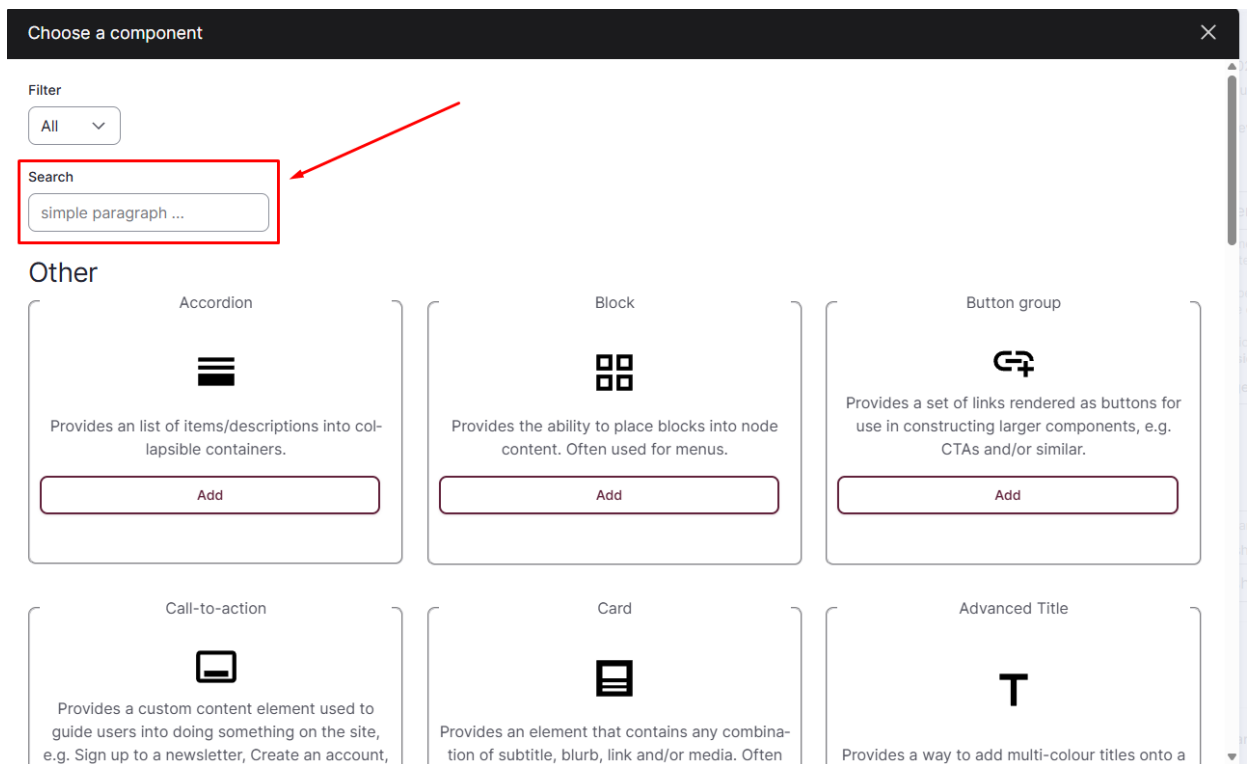 Choose a component
Filter
All
Search
simple paragraph ...
Other
Accordion
Provides an list of items/descriptions into col-
lapsible containers.
Add
Block
Provides the ability to place blocks into node
content. Often used for menus.
Add
Button group
Provides a set of links rendered as buttons for
use in constructing larger components, e.g.
CTAs and/or similar.
Add
Call-to-action
Provides a custom content element used to
guide users into doing something on the site,
e.g. Sign up to a newsletter, Create an account,
Card
Provides an element that contains any combina-
tion of subtitle, blurb, link and/or media. Often
Advanced Title
Provides a way to add multi-colour titles onto a